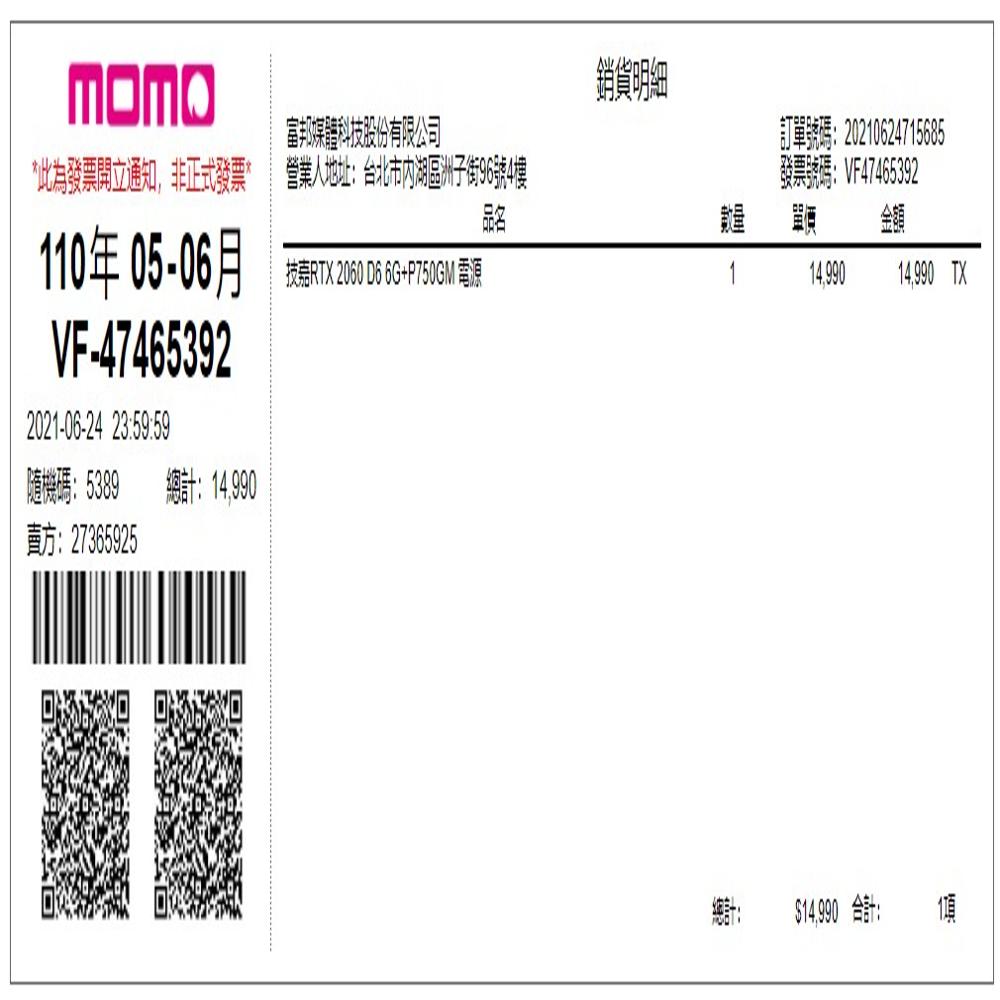 momo
*此為發票開立通知, 非正式發票*
110年 05-06月
VF-47465392
2021-06-24 23:59:59
隨機碼: 5389 總計: 14,990
賣方: 27365925
銷貨明細
富邦媒體科技股份有限公司 訂單號碼: 20210624715685
營業人地址: 台北市內湖區洲子街96號4樓 發票號碼: VF47465392
品名 數量 單價 金額
技嘉RTX 2060 D6 6G+P750GM 電源 1 14,990 14,990 TX
總計: $14,990 合計: 1項